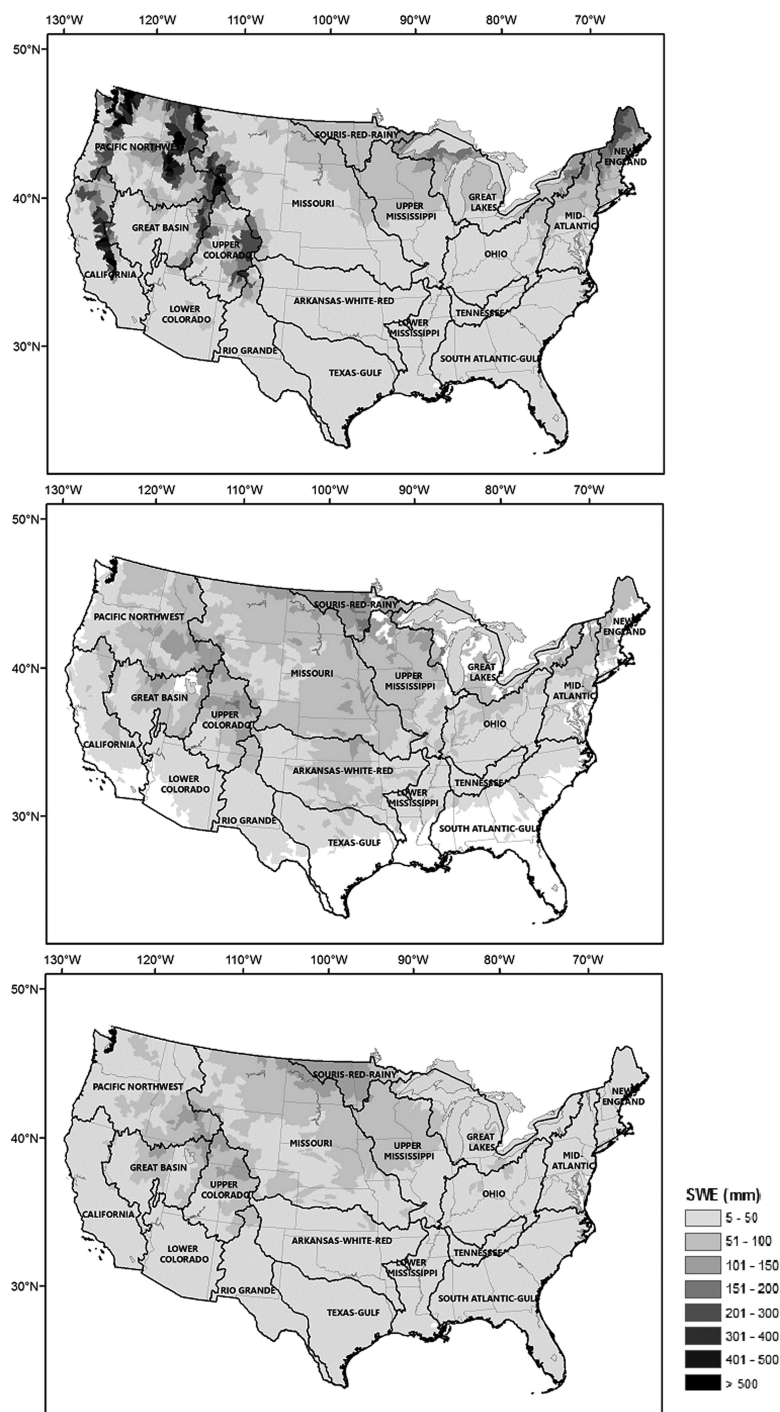 130°W 120°W 110°W 100°W 90°W 80°W 70°W
50°N
40°N
30°N
PACIFIC NORTHWEST
SOURIS-RED-RAINY
NEW
ENGLAND
MISSOURI
UPPER
MISSISSIPPI
GREAT
LAKES
MID-
ATLANTIC
GREAT BASIN
UPPER
COLORADO
OHIO
CALIFORNIA
LOWER
COLORADO
ARKANSAS-WHITE-RED
LOWER
MISSISSIPPI
TENNESSEE
RIO GRANDE
TEXAS-GULF
SOUTH ATLANTIC-GULF
130°W 120°W 110°W 100°W 90°W 80°W 70°W
50°N
40°N
30°N
PACIFIC NORTHWEST
SOURIS-RED-RAINY
NEW
ENGLAND
MISSOURI
UPPER
MISSISSIPPI
GREAT
LAKES
MID-
ATLANTIC
GREAT BASIN
UPPER
COLORADO
OHIO
CALIFORNIA
LOWER
COLORADO
ARKANSAS-WHITE-RED
LOWER
MISSISSIPPI
TENNESSEE
RIO GRANDE
TEXAS-GULF
SOUTH ATLANTIC-GULF
130°W 120°W 110°W 100°W 90°W 80°W 70°W
50°N
40°N
30°N
PACIFIC NORTHWEST
SOURIS-RED-RAINY
NEW
ENGLAND
MISSOURI
UPPER
MISSISSIPPI
GREAT
LAKES
MID-
ATLANTIC
GREAT BASIN
UPPER
COLORADO
OHIO
CALIFORNIA
LOWER
COLORADO
ARKANSAS-WHITE-RED
LOWER
MISSISSIPPI
TENNESSEE
RIO GRANDE
TEXAS-GULF
SOUTH ATLANTIC-GULF
SWE (mm)
5 - 50
51 - 100
101 - 150
151 - 200
201 - 300
301 - 400
401 - 500
> 500